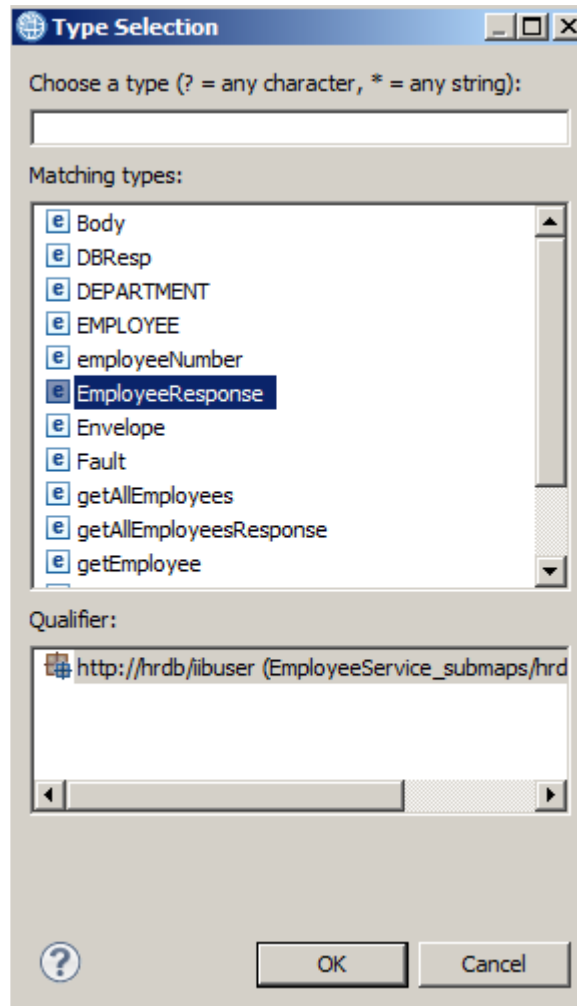 Type Selection
Choose a type (? = any character, * = any string):
Matching types:
e Body
e DBResp
e DEPARTMENT
e EMPLOYEE
e employeeNumber
e EmployeeResponse
e Envelope
e Fault
e getAllEmployees
e getAllEmployeesResponse
e getEmployee
Qualifier:
http://hrdb/iibuser (EmployeeService_submaps/hrd
?
OK Cancel